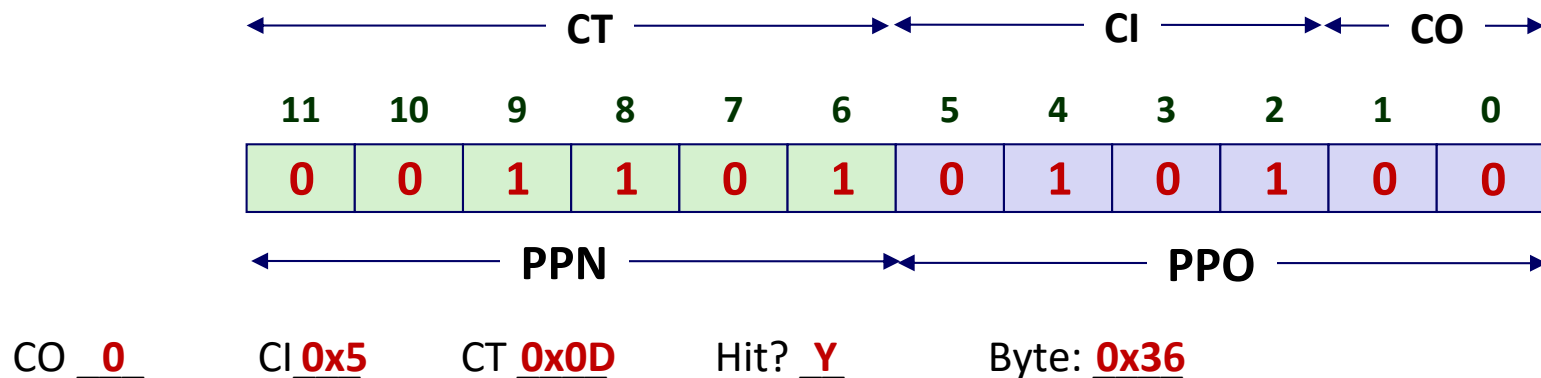 CT CI CO
11 10 9 8 7 6 5 4 3 2 1 0
0 0 1 1 0 1 0 1 0 1 0 0
PPN PPO
CO 0 CI 0x5 CT 0x0D Hit? Y Byte: 0x36